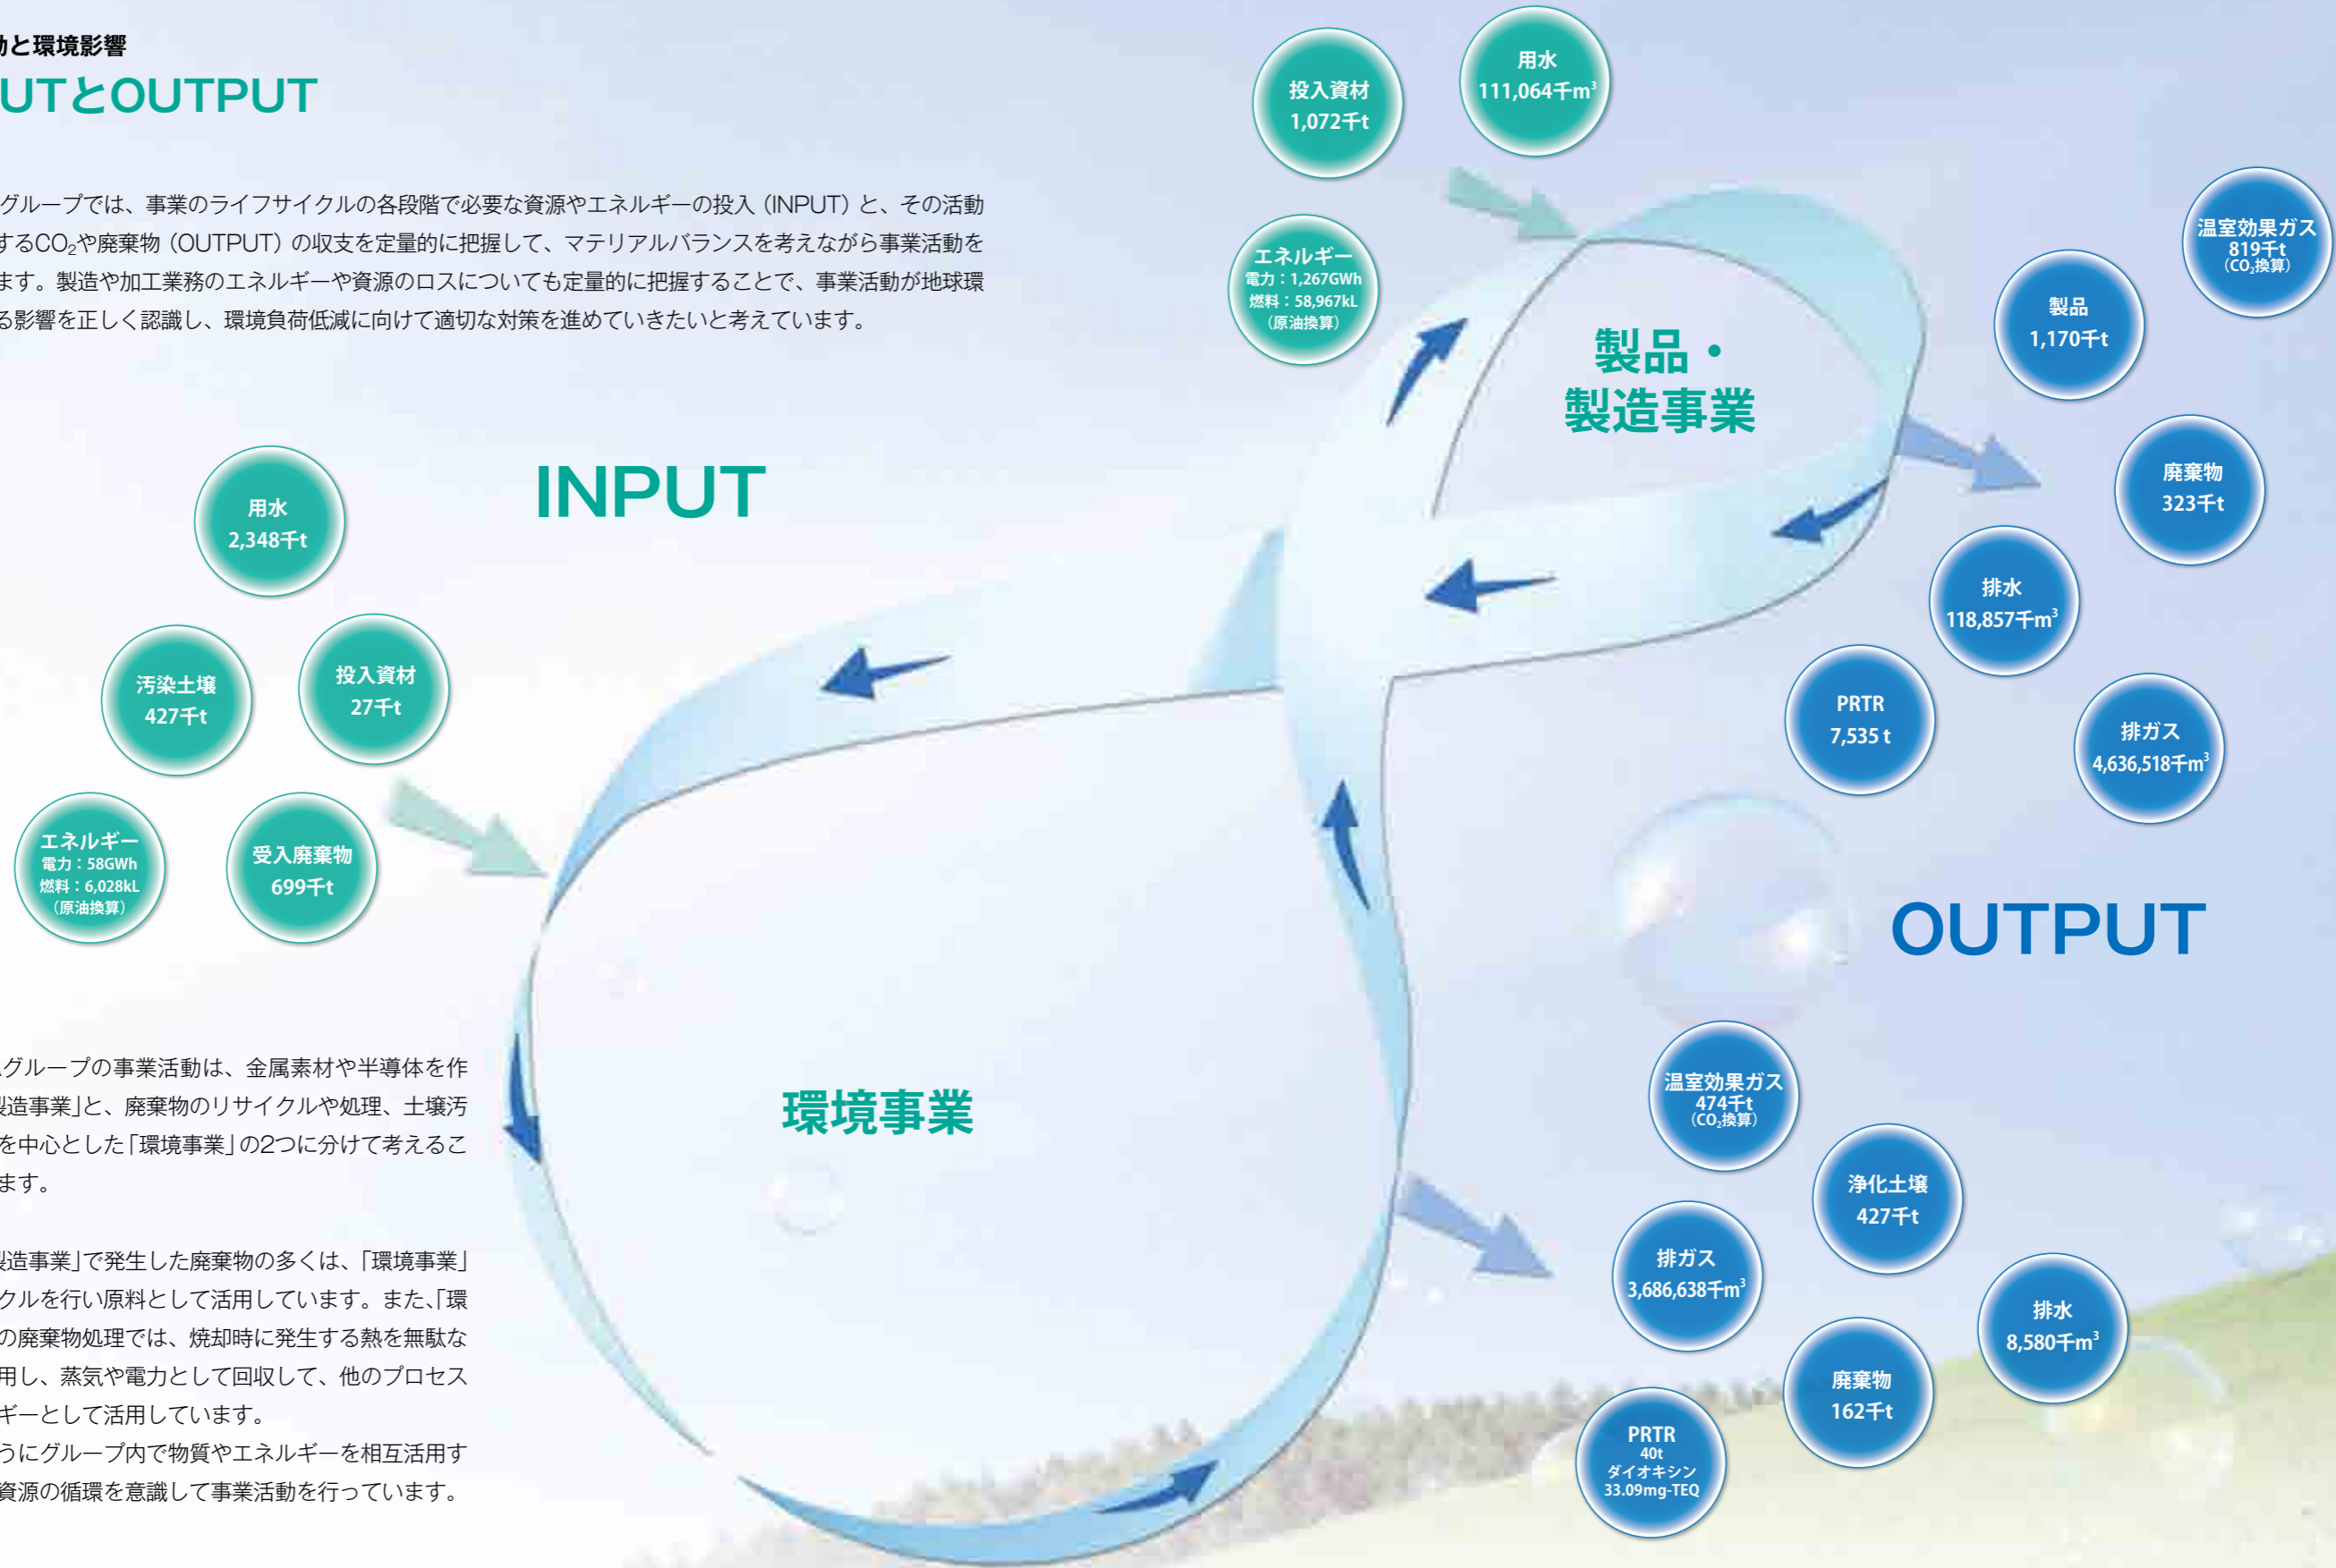 動と環境影響
UTとOUTPUT
グループでは、事業のライフサイクルの各段階で必要な資源やエネルギーの投入（INPUT）と、その活動
するCO₂や廃棄物（OUTPUT）の収支を定量的に把握して、マテリアルバランスを考えながら事業活動を
ます。製造や加工業務のエネルギーや資源のロスについても定量的に把握することで、事業活動が地球環
る影響を正しく認識し、環境負荷低減に向けて適切な対策を進めていきたいと考えています。
投入資材
1,072千t
用水
111,064千m³
エネルギー
電力：1,267GWh
燃料：58,967kL
（原油換算）
製品・
製造事業
温室効果ガス
819千t
（CO₂換算）
製品
1,170千t
廃棄物
323千t
排水
118,857千m³
PRTR
7,535 t
排ガス
4,636,518千m³
INPUT
用水
2,348千t
汚染土壌
427千t
投入資材
27千t
エネルギー
電力：58GWh
燃料：6,028kL
（原油換算）
受入廃棄物
699千t
OUTPUT
グループの事業活動は、金属素材や半導体を作
製造事業」と、廃棄物のリサイクルや処理、土壌汚
を中心とした「環境事業」の2つに分けて考えるこ
ます。
製造事業」で発生した廃棄物の多くは、「環境事業」
クルを行い原料として活用しています。また、「環
の廃棄物処理では、焼却時に発生する熱を無駄な
用し、蒸気や電力として回収して、他のプロセス
ギーとして活用しています。
うにグループ内で物質やエネルギーを相互活用す
資源の循環を意識して事業活動を行っています。
環境事業
温室効果ガス
474千t
（CO₂換算）
浄化土壌
427千t
排ガス
3,686,638千m³
排水
8,580千m³
廃棄物
162千t
PRTR
40t
ダイオキシン
33.09mg-TEQ